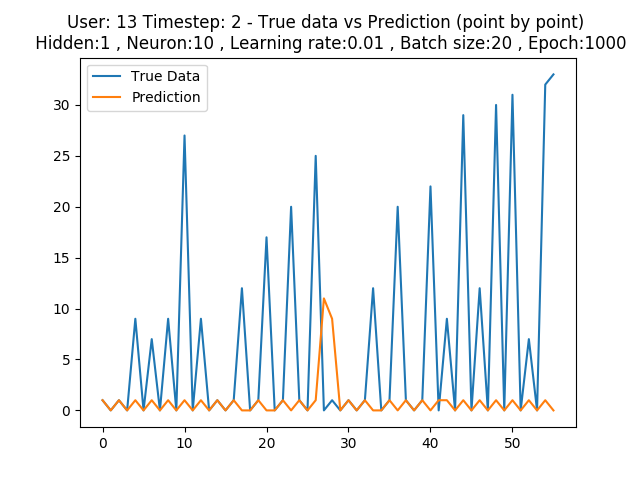 User: 13 Timestep: 2 - True data vs Prediction (point by point)
Hidden:1 , Neuron:10 , Learning rate:0.01 , Batch size:20 , Epoch:1000
True Data
Prediction
30
25
20
15
10
5
0
0 10 20 30 40 50